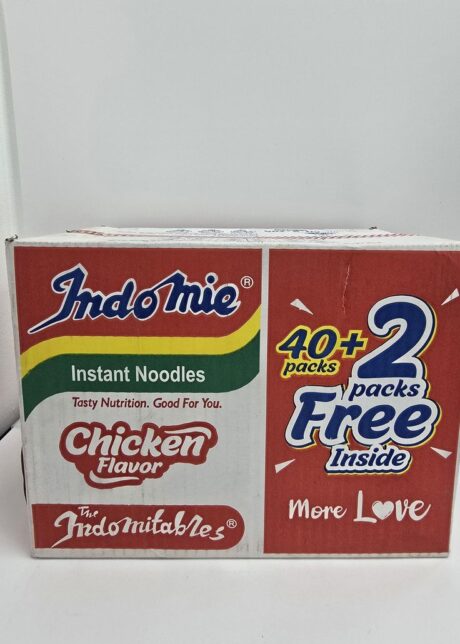 Indomie®
Instant Noodles
Tasty Nutrition. Good For You.
Chicken
Flavor
The
Indomitables®
40+2
packs
packs
Free
Inside
More Love